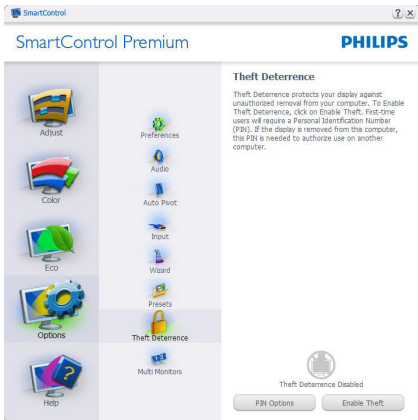 SmartControl
? ×
SmartControl Premium
PHILIPS
Adjust
Color
Eco
Options
Help
Preferences
Audio
Auto Pivot
Input
Wizard
Presets
Theft Deterrence
Multi Monitors
Theft Deterrence
Theft Deterrence protects your display against
unauthorized removal from your computer. To Enable
Theft Deterrence, click on Enable Theft. First-time
users will require a Personal Identification Number
(PIN). If the display is removed from this computer,
this PIN is needed to authorize use on another
computer.
Theft Deterrence Disabled
PIN Options
Enable Theft